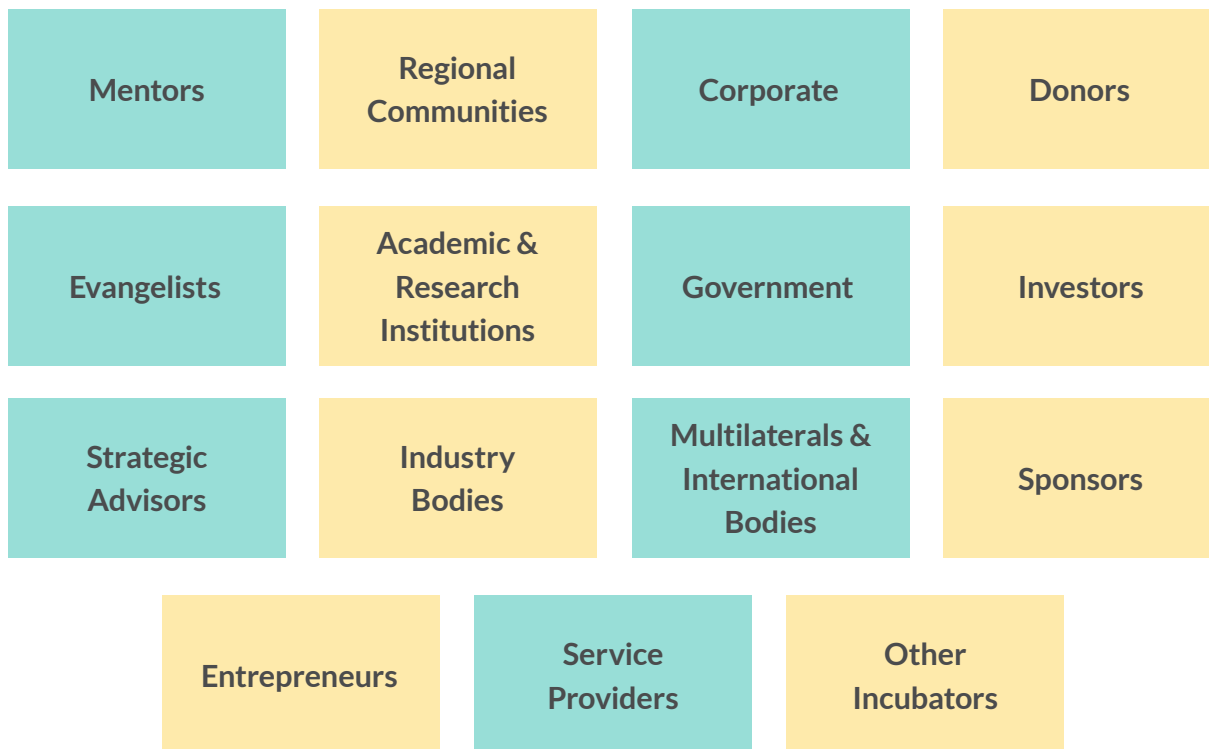 Mentors
Regional
Communities
Corporate
Donors
Evangelists
Academic &
Research
Institutions
Government
Investors
Strategic
Advisors
Industry
Bodies
Multilaterals &
International
Bodies
Sponsors
Entrepreneurs
Service
Providers
Other
Incubators